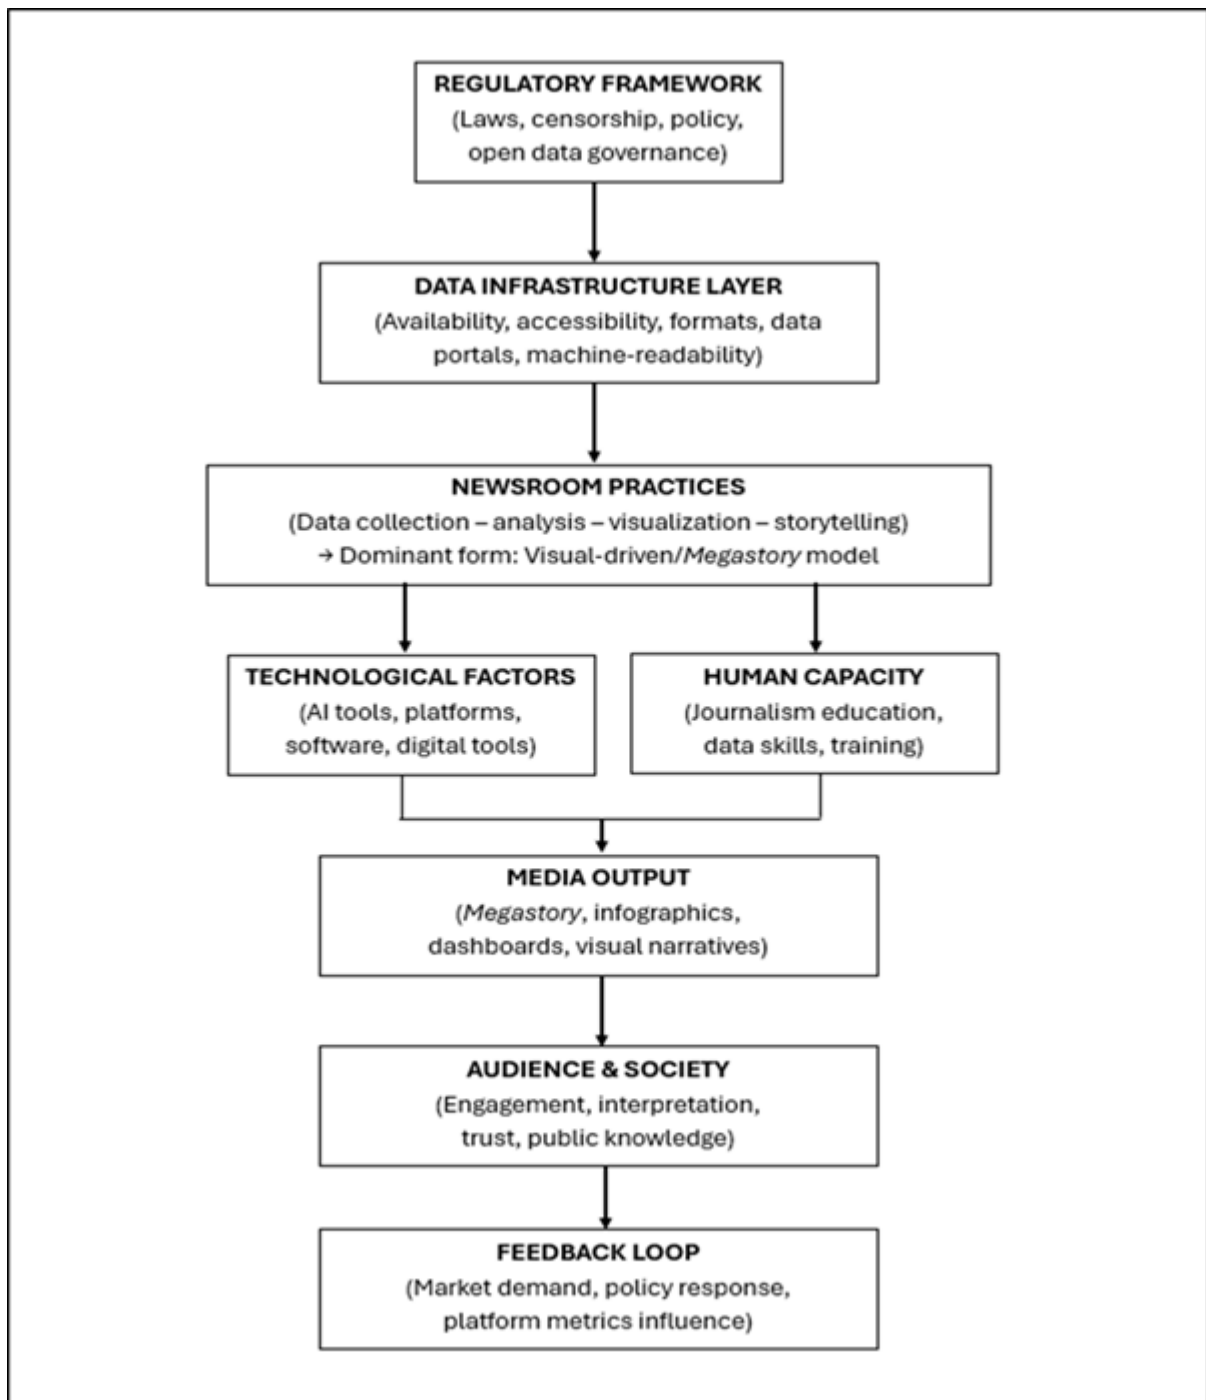 REGULATORY FRAMEWORK
(Laws, censorship, policy,
open data governance)
DATA INFRASTRUCTURE LAYER
(Availability, accessibility, formats, data
portals, machine-readability)
NEWSROOM PRACTICES
(Data collection – analysis – visualization – storytelling)
→ Dominant form: Visual-driven/Megastory model
TECHNOLOGICAL FACTORS
(AI tools, platforms,
software, digital tools)
HUMAN CAPACITY
(Journalism education,
data skills, training)
MEDIA OUTPUT
(Megastory, infographics,
dashboards, visual narratives)
AUDIENCE & SOCIETY
(Engagement, interpretation,
trust, public knowledge)
FEEDBACK LOOP
(Market demand, policy response,
platform metrics influence)